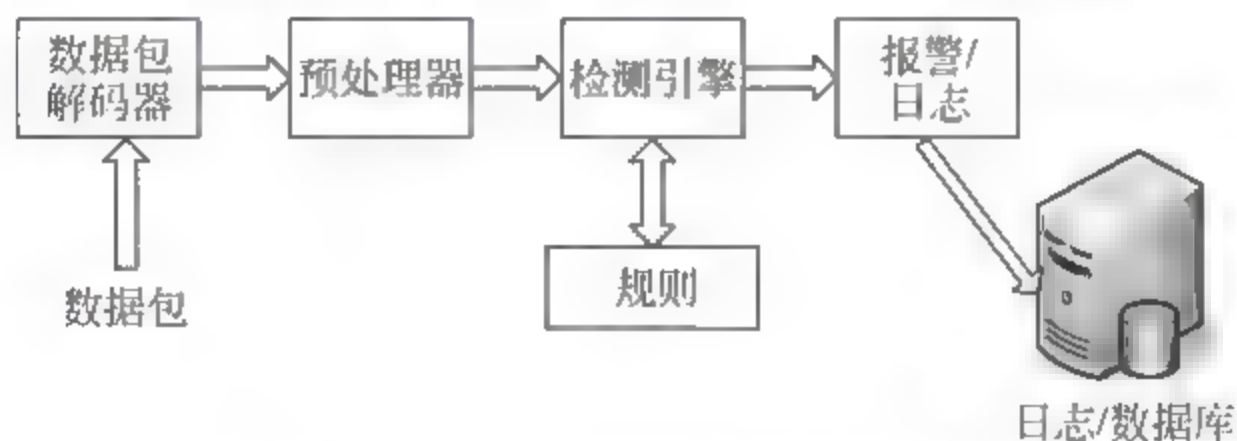 数据包
解码器
预处理器
检测引擎
报警/
日志
规则
数据包
日志/数据库